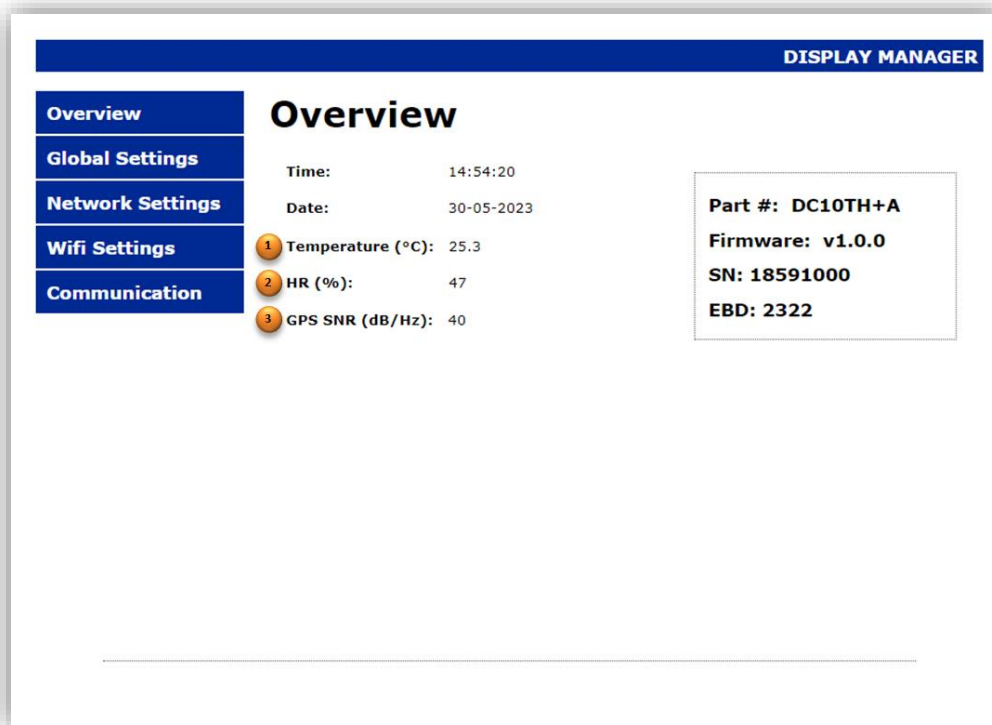 DISPLAY MANAGER
Overview
Global Settings
Network Settings
Wifi Settings
Communication
Overview
Time: 14:54:20
Date: 30-05-2023
1 Temperature (°C): 25.3
2 HR (%): 47
3 GPS SNR (dB/Hz): 40
Part #: DC10TH+A
Firmware: v1.0.0
SN: 18591000
EBD: 2322